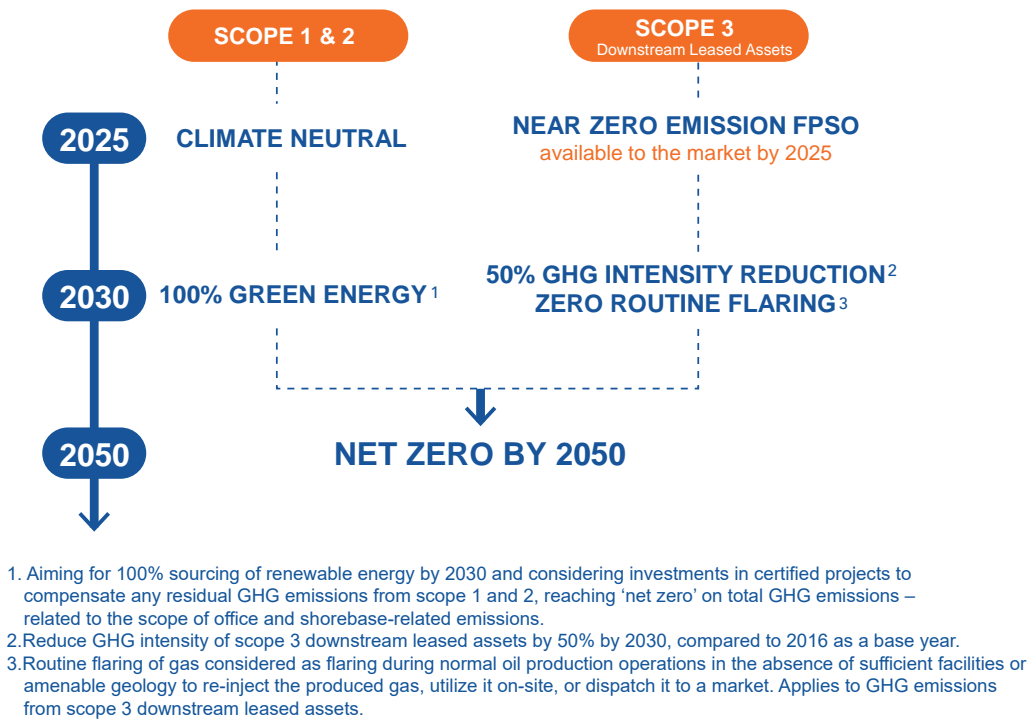 SCOPE 1 & 2
SCOPE 3
Downstream Leased Assets
2025
CLIMATE NEUTRAL
NEAR ZERO EMISSION FPSO
available to the market by 2025
2030
100% GREEN ENERGY 1
50% GHG INTENSITY REDUCTION 2
ZERO ROUTINE FLARING 3
2050
NET ZERO BY 2050
1. Aiming for 100% sourcing of renewable energy by 2030 and considering investments in certified projects to
compensate any residual GHG emissions from scope 1 and 2, reaching ‘net zero’ on total GHG emissions –
related to the scope of office and shorebase-related emissions.
2.Reduce GHG intensity of scope 3 downstream leased assets by 50% by 2030, compared to 2016 as a base year.
3.Routine flaring of gas considered as flaring during normal oil production operations in the absence of sufficient facilities or
amenable geology to re-inject the produced gas, utilize it on-site, or dispatch it to a market. Applies to GHG emissions
from scope 3 downstream leased assets.